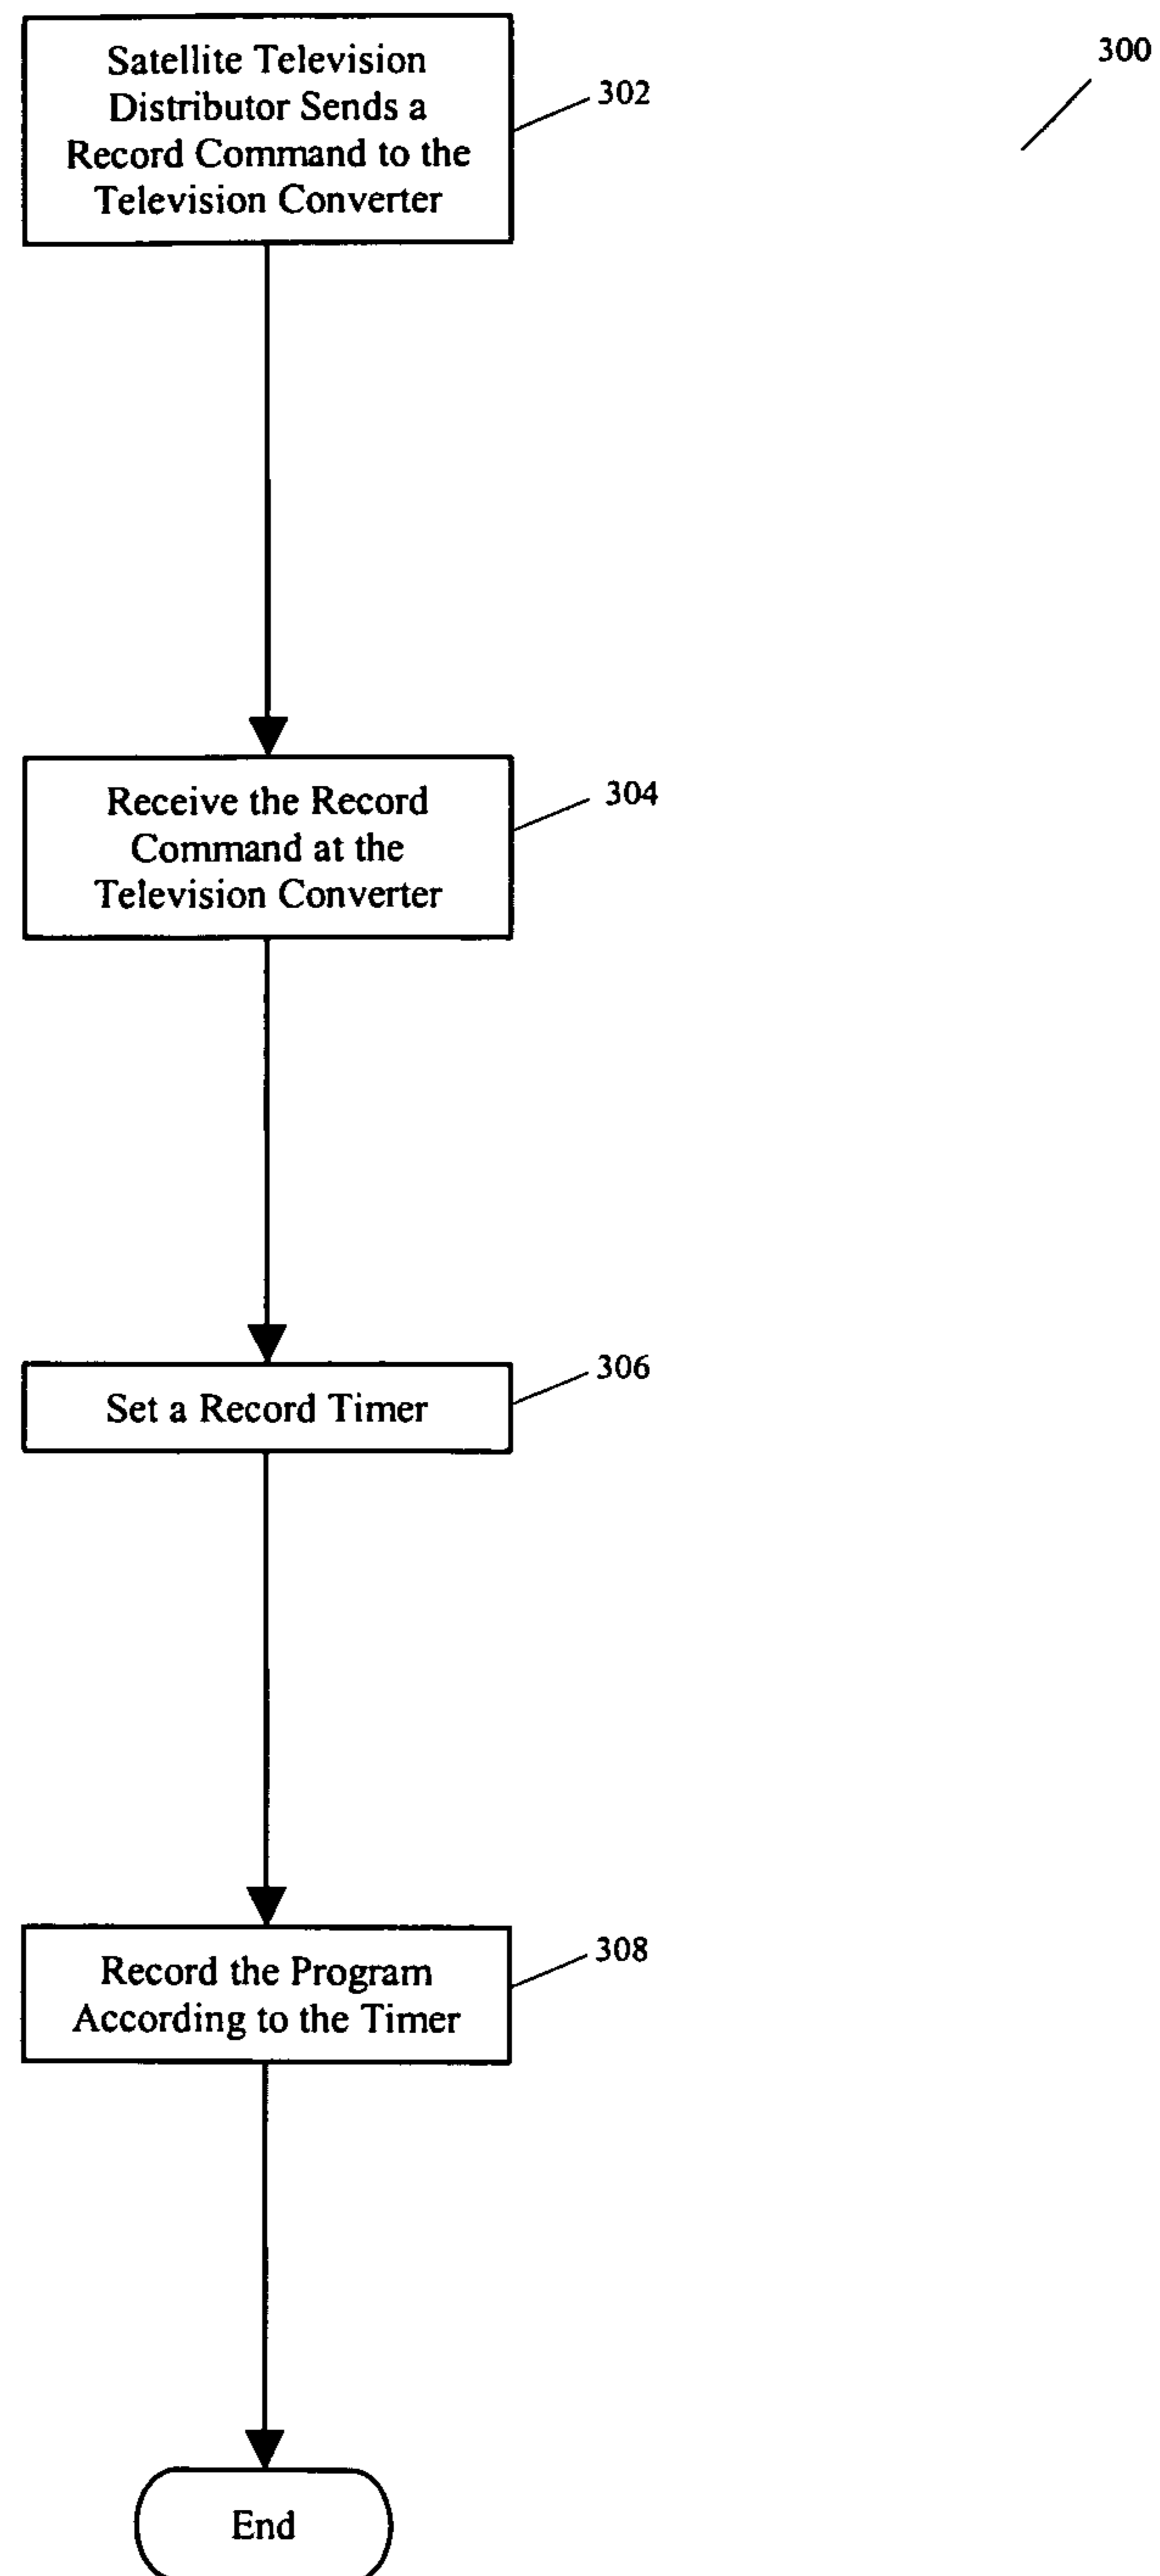 300
Satellite Television
Distributor Sends a
Record Command to the
Television Converter
302
Receive the Record
Command at the
Television Converter
304
Set a Record Timer
306
Record the Program
According to the Timer
308
End